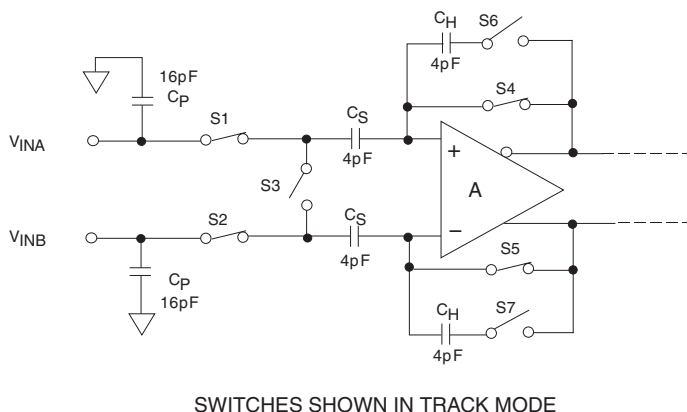 C_H
S6
4pF
16pF
C_P
S4
S1
C_S
V_INA
4pF
+
S3
A
C_S
S2
V_INB
−
4pF
S5
C_P
16pF
C_H
S7
4pF
SWITCHES SHOWN IN TRACK MODE